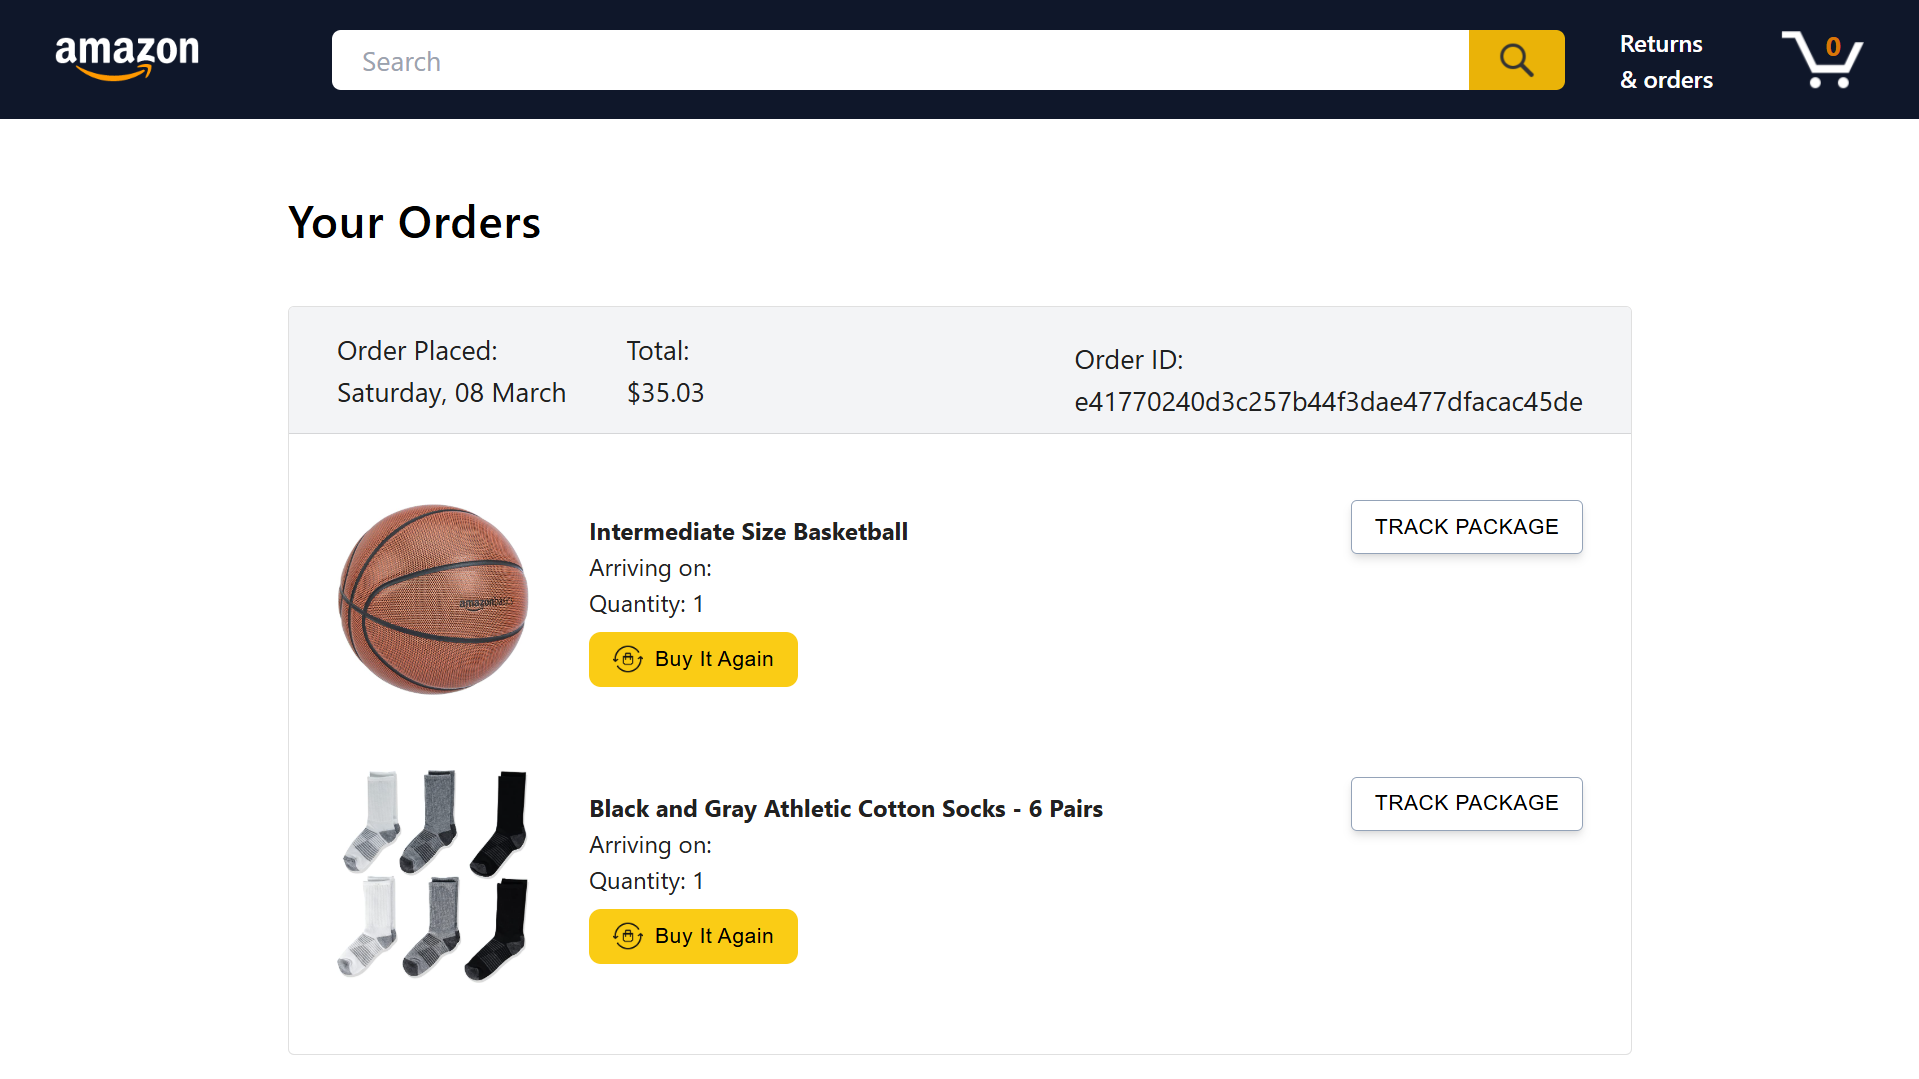 amazon
Search
Returns
& orders
0
Your Orders
Order Placed:
Saturday, 08 March
Total:
$35.03
Order ID:
e41770240d3c257b44f3dae477dfacac45de
amazonbasics
Intermediate Size Basketball
Arriving on:
Quantity: 1
Buy It Again
TRACK PACKAGE
Black and Gray Athletic Cotton Socks - 6 Pairs
Arriving on:
Quantity: 1
Buy It Again
TRACK PACKAGE